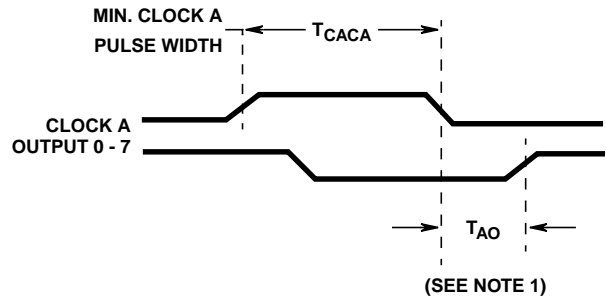 MIN. CLOCK A
PULSE WIDTH
TCACA
CLOCK A
OUTPUT 0 - 7
TAO
(SEE NOTE 1)